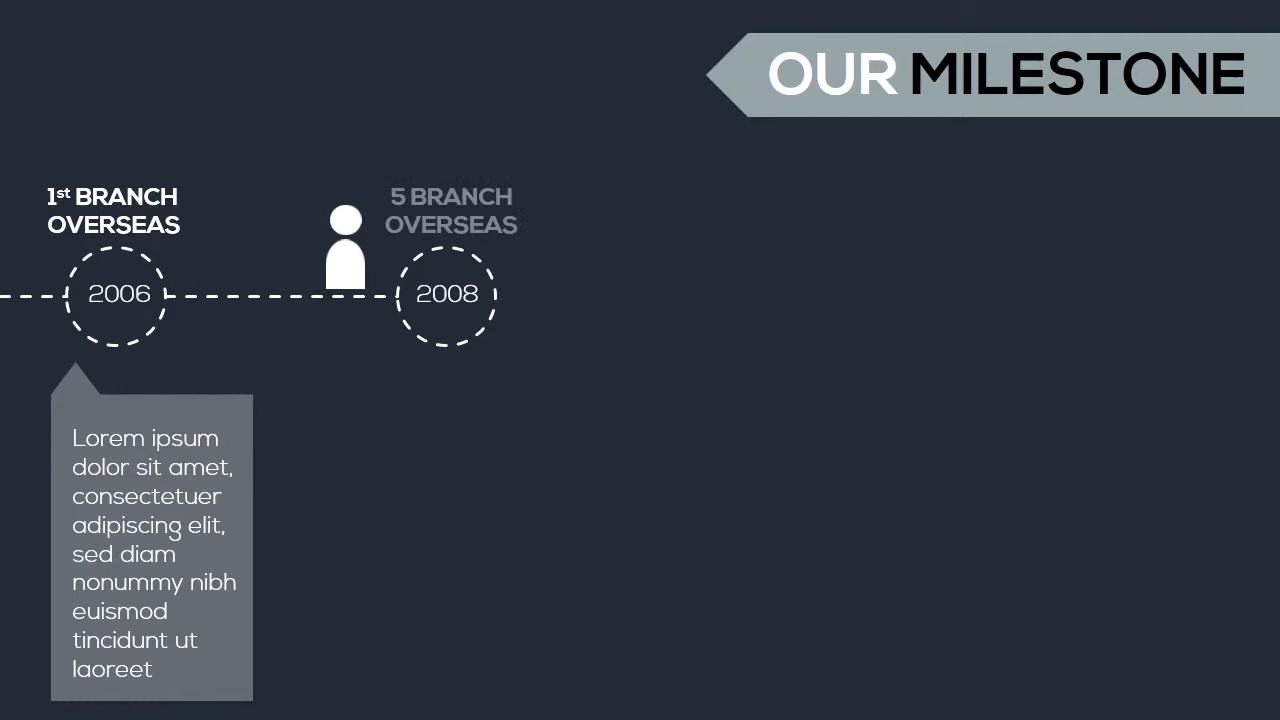 OUR MILESTONE
1st BRANCH
OVERSEAS
5 BRANCH
OVERSEAS
2006
2008
Lorem ipsum
dolor sit amet,
consectetuer
adipiscing elit,
sed diam
nonummy nibh
euismod
tincidunt ut
laoreet